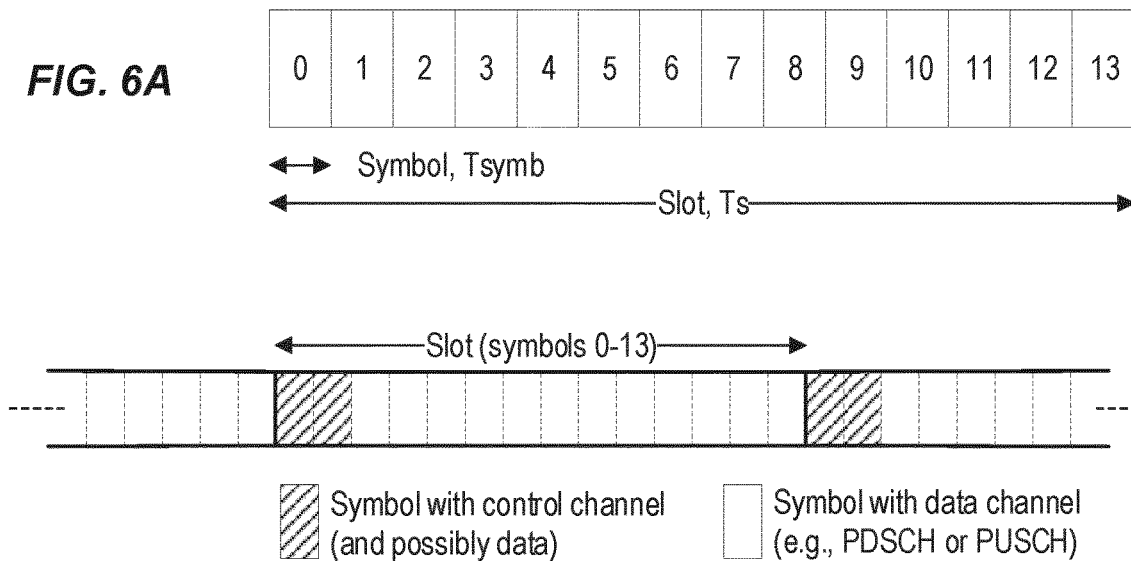 FIG. 6A
0 1 2 3 4 5 6 7 8 9 10 11 12 13
Symbol, Tsymb
Slot, Ts
Slot (symbols 0-13)
Symbol with control channel
(and possibly data)
Symbol with data channel
(e.g., PDSCH or PUSCH)